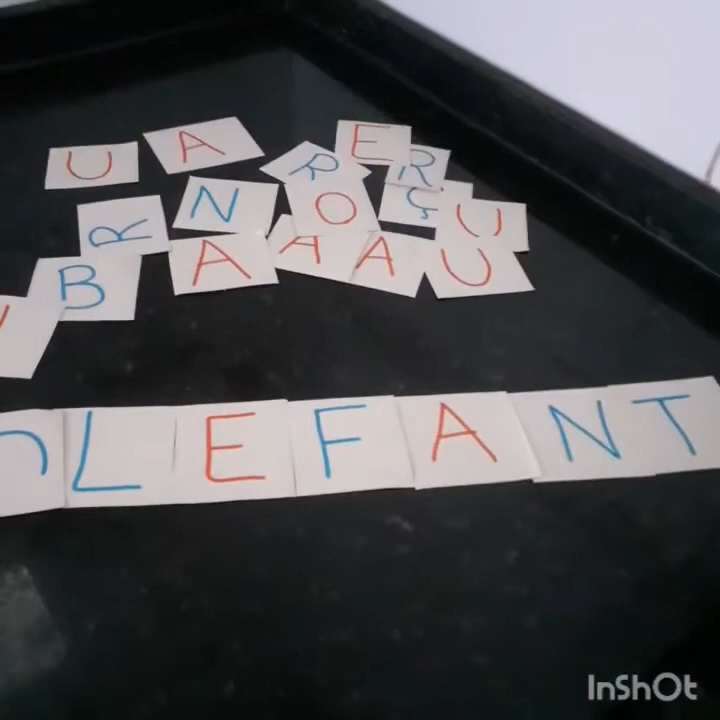 U A R E R
R N O Ç U
B A A A U
LEFANT
InShOt